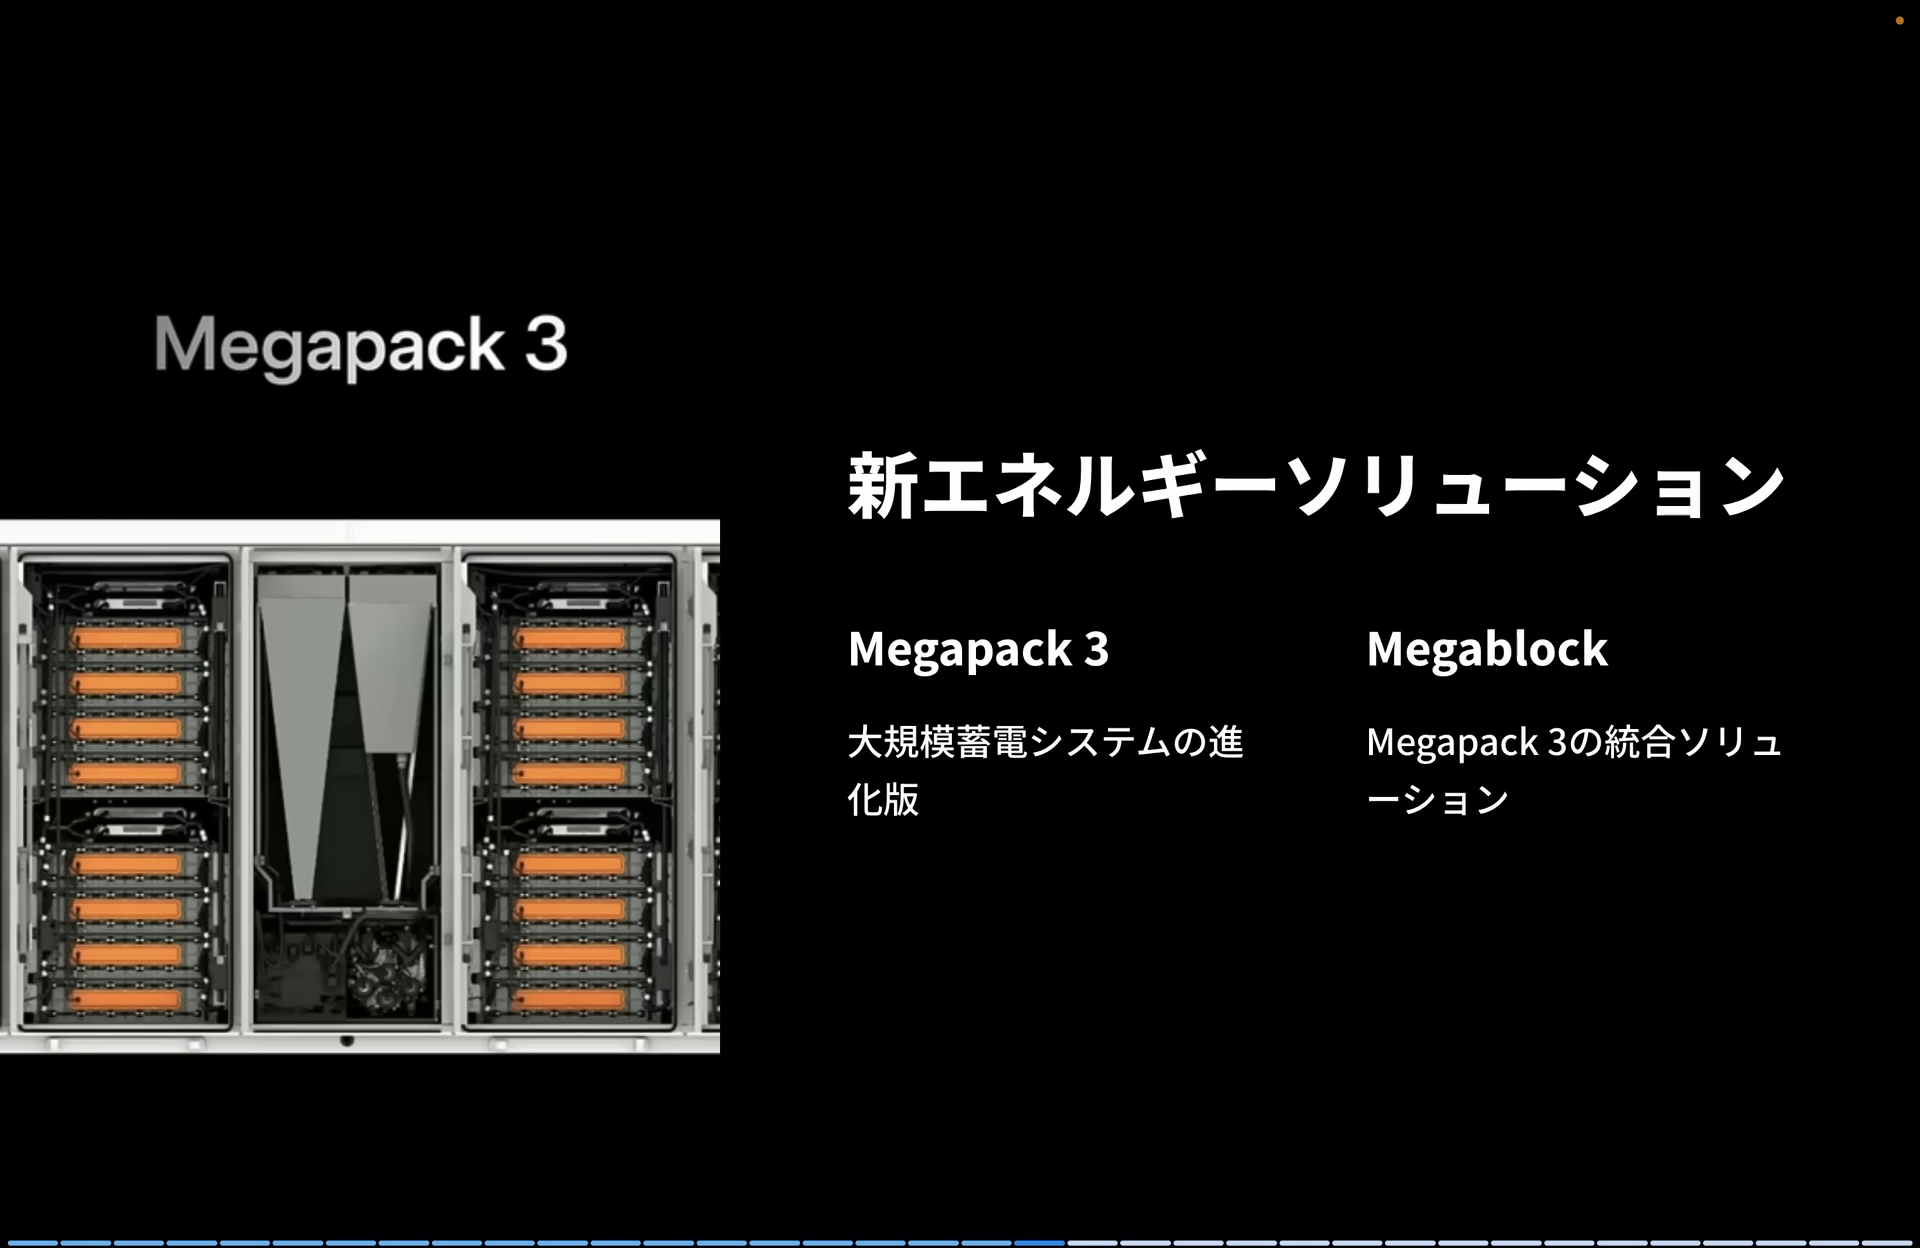 Megapack 3
新エネルギーソリューション
Megapack 3
大規模蓄電システムの進
化版
Megablock
Megapack 3の統合ソリュ
ーション